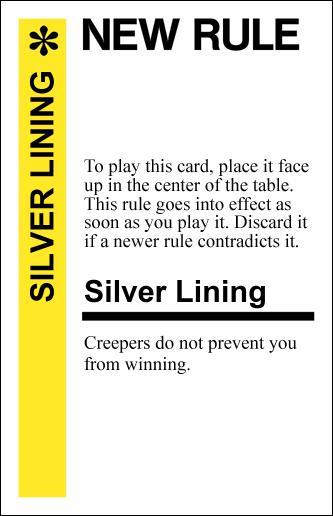 NEW RULE
SILVER LINING
To play this card, place it face
up in the center of the table.
This rule goes into effect as
soon as you play it. Discard it
if a newer rule contradicts it.
Silver Lining
Creepers do not prevent you
from winning.